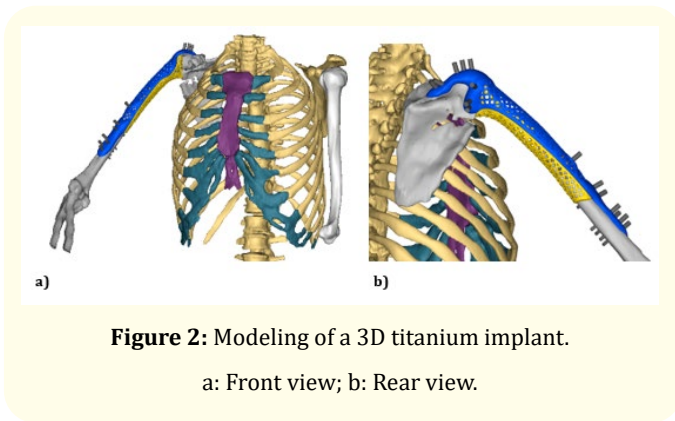 a)
b)
Figure 2: Modeling of a 3D titanium implant.
a: Front view; b: Rear view.